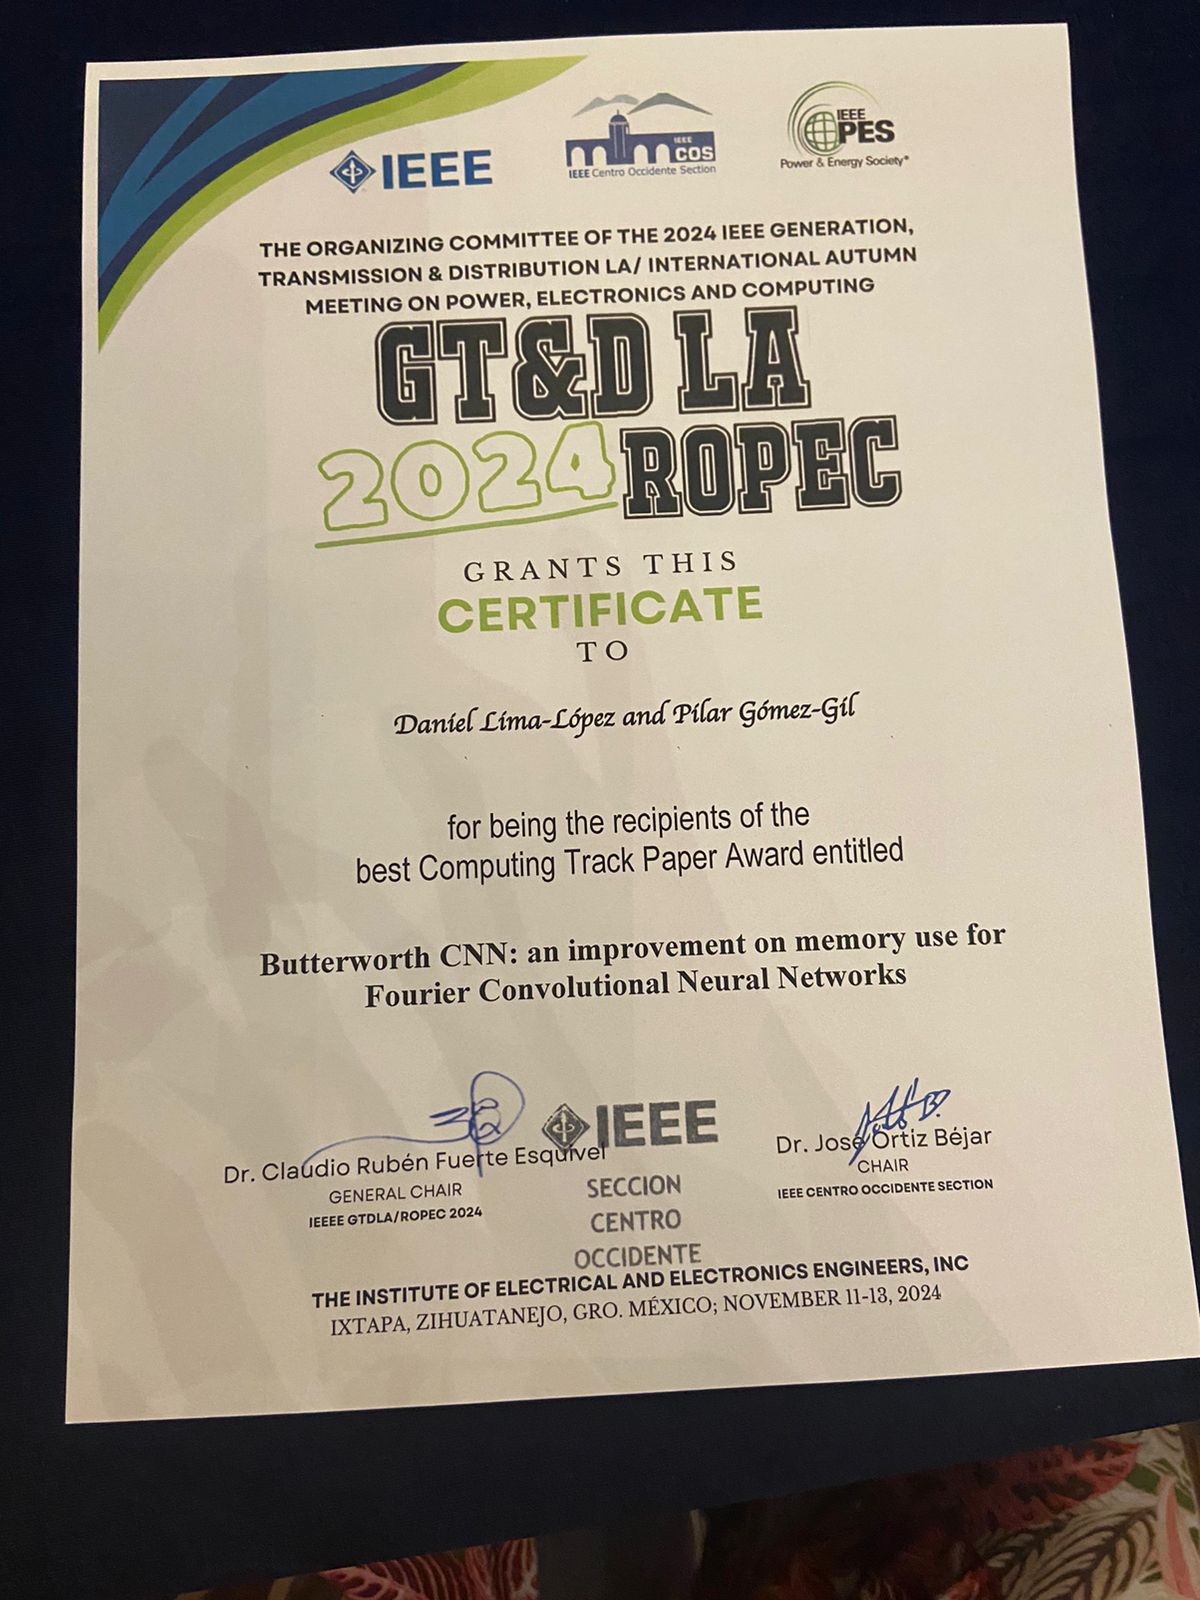 IEEE
IEEE
COS
IEEE Centro Occidente Section
IEEE
PES
Power & Energy Society®
THE ORGANIZING COMMITTEE OF THE 2024 IEEE GENERATION,
TRANSMISSION & DISTRIBUTION LA/ INTERNATIONAL AUTUMN
MEETING ON POWER, ELECTRONICS AND COMPUTING
GT&D LA
2024 ROPEC
GRANTS THIS
CERTIFICATE
TO
Daniel Lima-López and Pilar Gómez-Gil
for being the recipients of the
best Computing Track Paper Award entitled
Butterworth CNN: an improvement on memory use for
Fourier Convolutional Neural Networks
Dr. Claudio Rubén Fuerte Esquivel
GENERAL CHAIR
IEEEE GTDLA/ROPEC 2024
IEEE
SECCION
CENTRO
OCCIDENTE
Dr. José Ortiz Béjar
CHAIR
IEEE CENTRO OCCIDENTE SECTION
THE INSTITUTE OF ELECTRICAL AND ELECTRONICS ENGINEERS, INC
IXTAPA, ZIHUATANEJO, GRO. MÉXICO; NOVEMBER 11-13, 2024